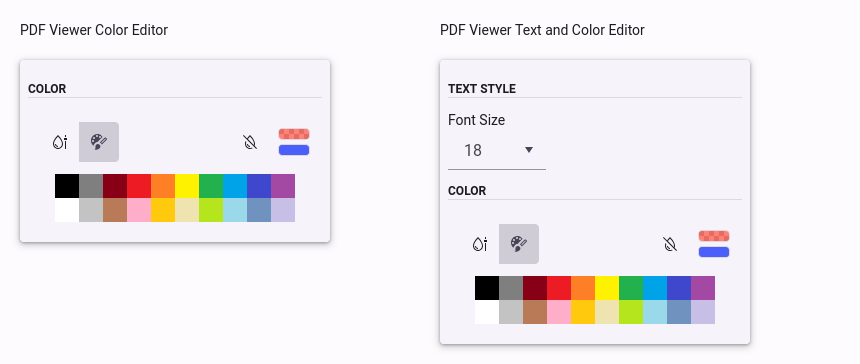 PDF Viewer Color Editor
COLOR
PDF Viewer Text and Color Editor
TEXT STYLE
Font Size
18
COLOR